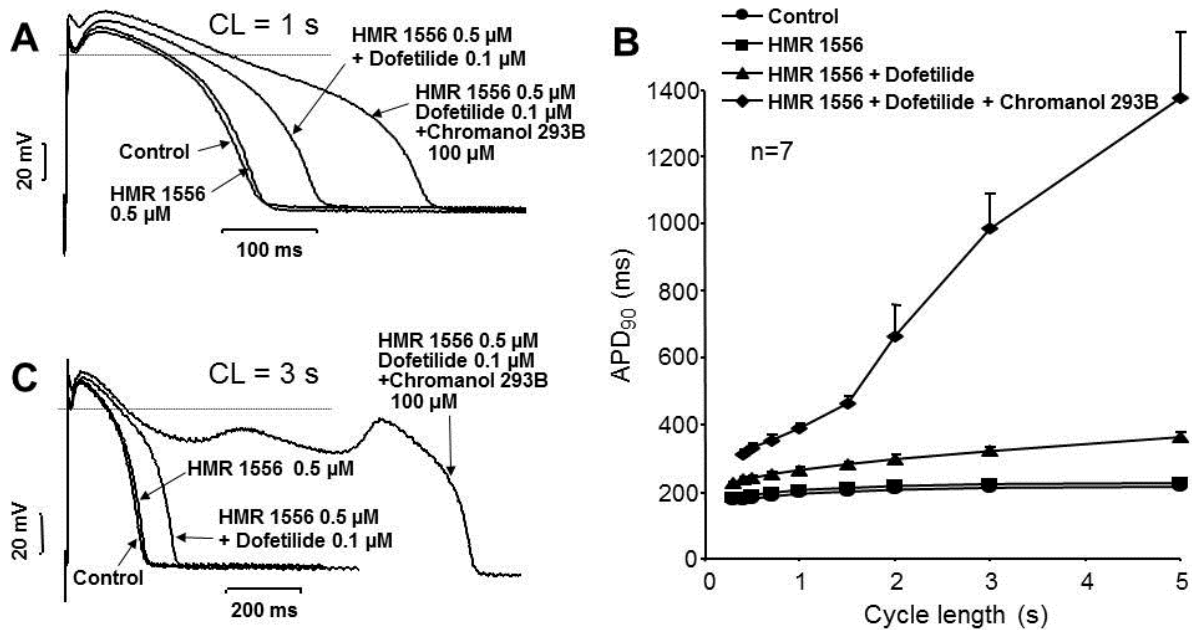 A
CL = 1 s
HMR 1556 0.5 µM
+ Dofetilide 0.1 µM
HMR 1556 0.5 µM
Dofetilide 0.1 µM
+Chromanol 293B
100 µM
Control
HMR 1556
0.5 µM
20 mV
100 ms
B
Control
HMR 1556
HMR 1556 + Dofetilide
HMR 1556 + Dofetilide + Chromanol 293B
n=7
APD90 (ms)
1400
1200
1000
800
600
400
200
0
0 1 2 3 4 5
Cycle length (s)
C
CL = 3 s
HMR 1556 0.5 µM
Dofetilide 0.1 µM
+Chromanol 293B
100 µM
HMR 1556 0.5 µM
HMR 1556 0.5 µM
+ Dofetilide 0.1 µM
Control
20 mV
200 ms